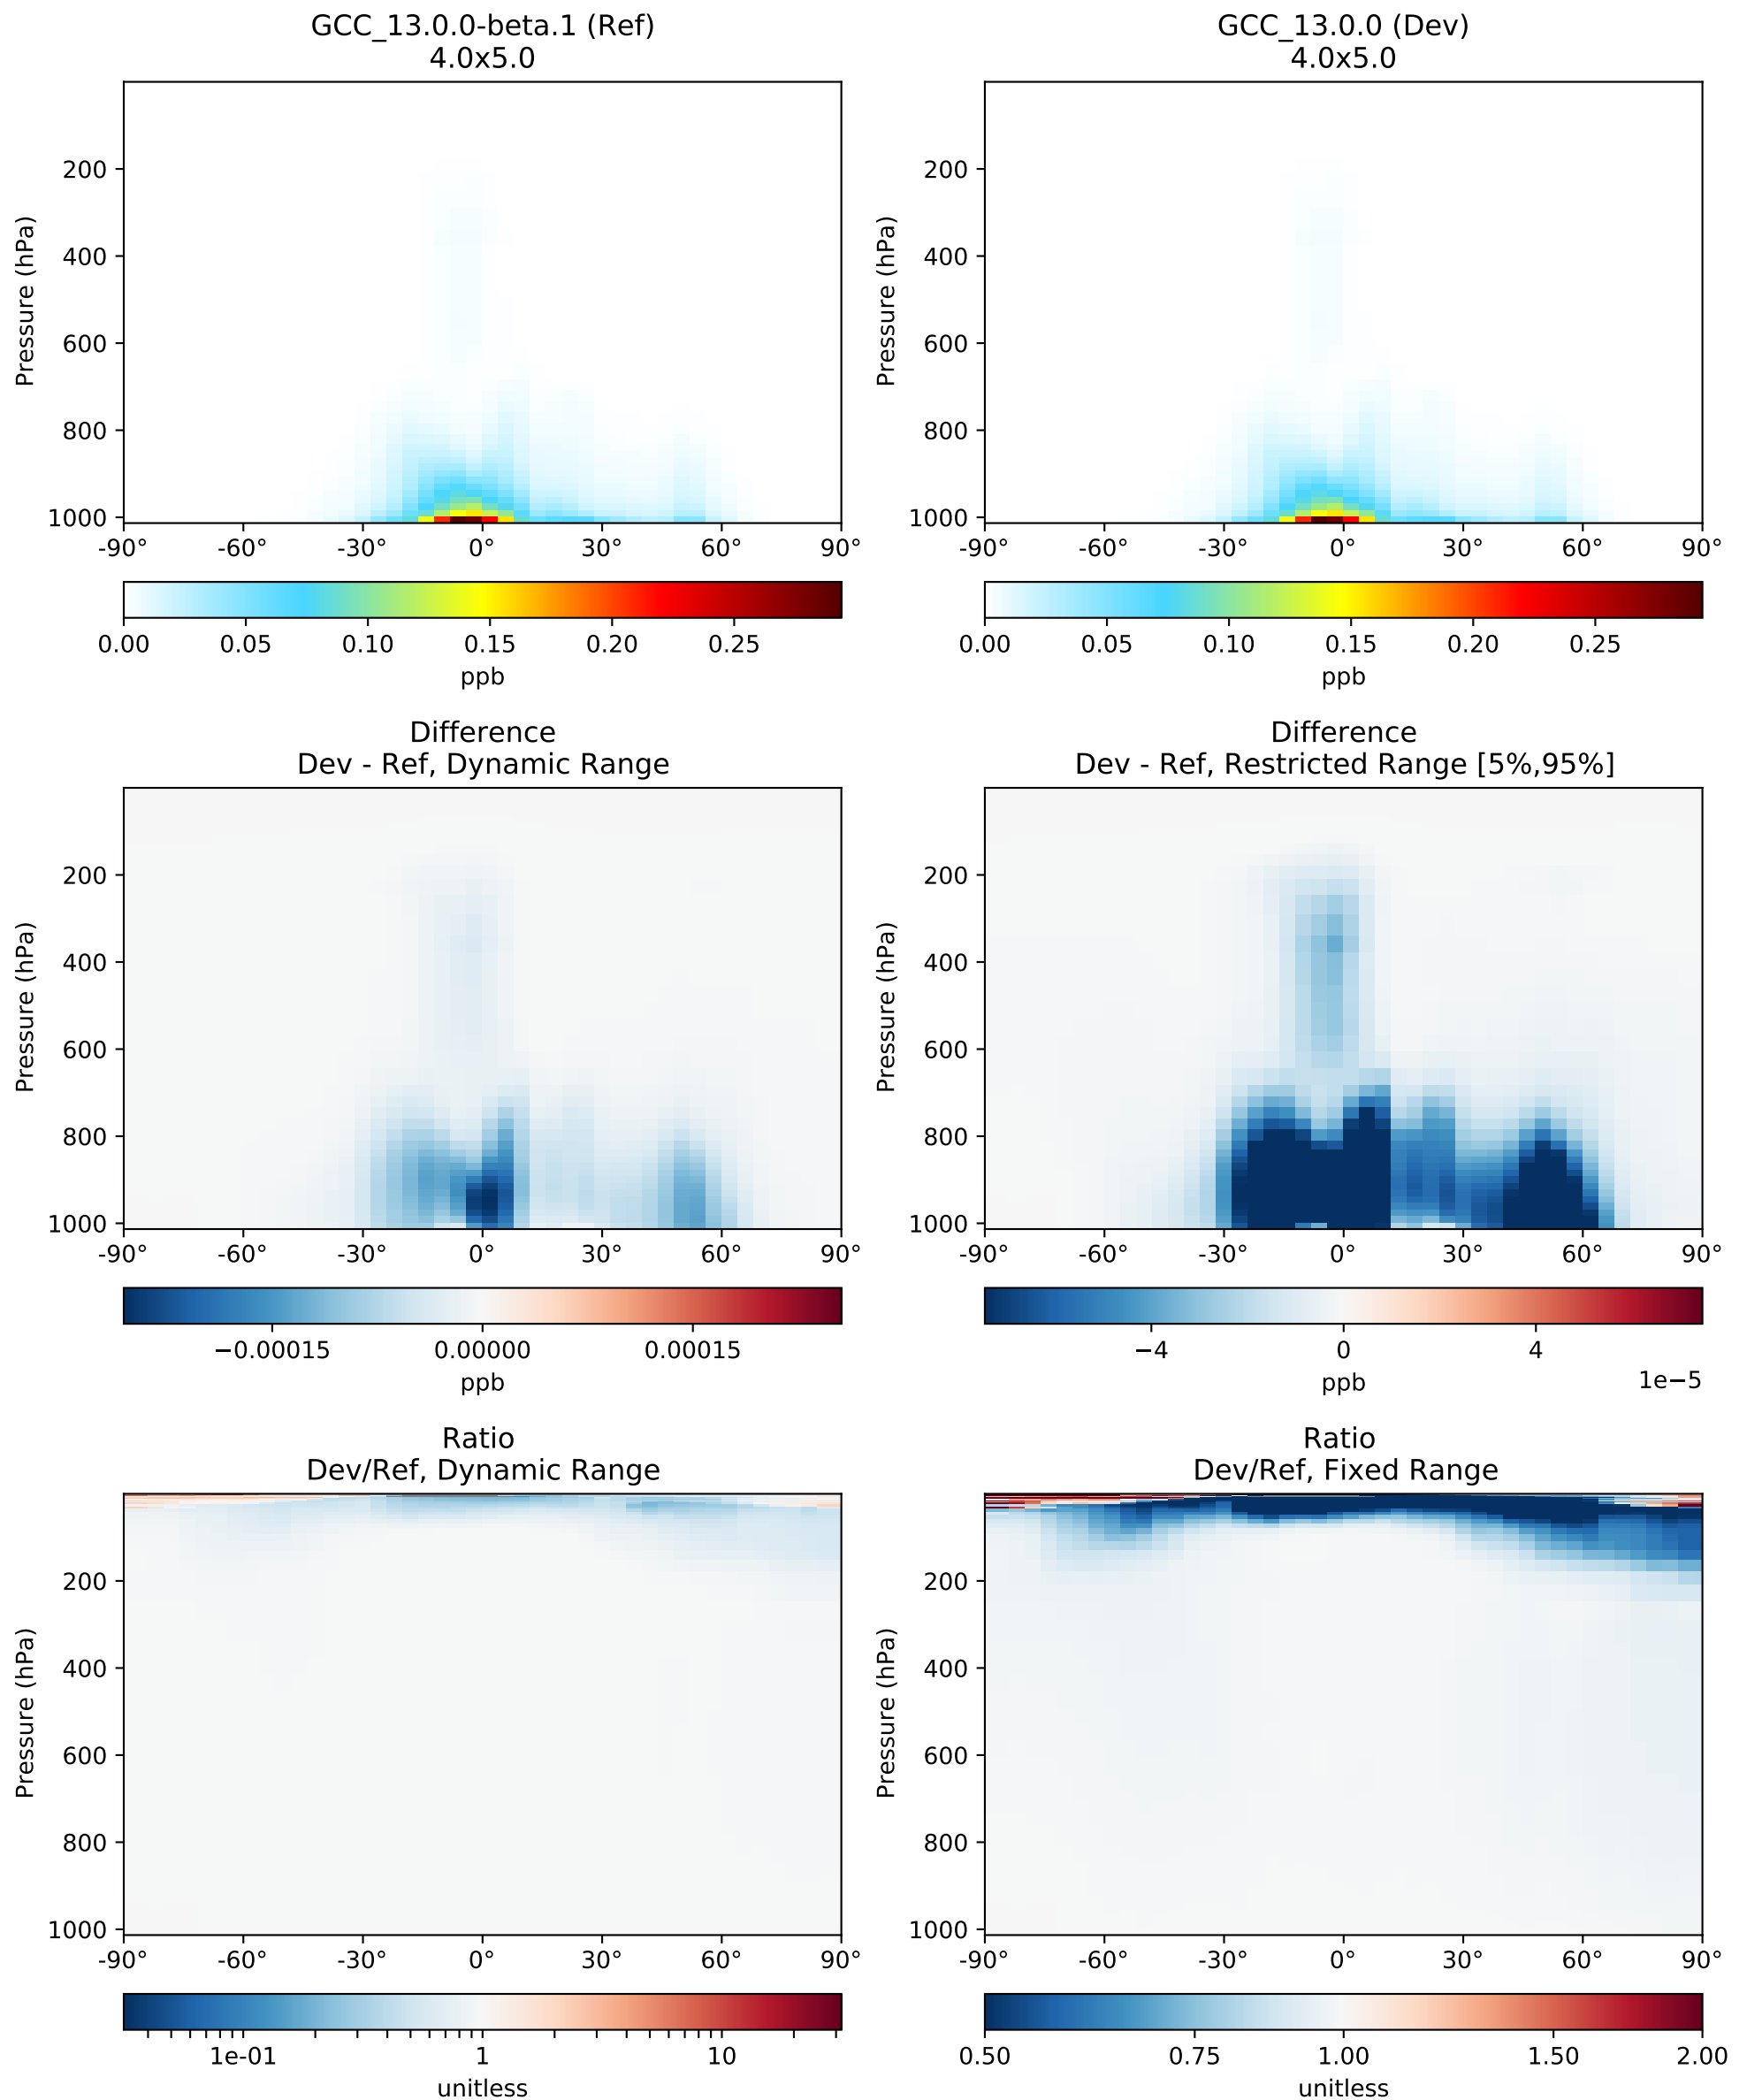 GCC_13.0.0-beta.1 (Ref)
4.0x5.0
GCC_13.0.0 (Dev)
4.0x5.0
Pressure (hPa)
200
400
600
800
1000
-90° -60° -30° 0° 30° 60° 90°
0.00 0.05 0.10 0.15 0.20 0.25
ppb
Pressure (hPa)
200
400
600
800
1000
-90° -60° -30° 0° 30° 60° 90°
0.00 0.05 0.10 0.15 0.20 0.25
ppb
Difference
Dev - Ref, Dynamic Range
Pressure (hPa)
200
400
600
800
1000
-90° -60° -30° 0° 30° 60° 90°
−0.00015 0.00000 0.00015
ppb
Difference
Dev - Ref, Restricted Range [5%,95%]
Pressure (hPa)
200
400
600
800
1000
-90° -60° -30° 0° 30° 60° 90°
−4 0 4
ppb
1e−5
Ratio
Dev/Ref, Dynamic Range
Pressure (hPa)
200
400
600
800
1000
-90° -60° -30° 0° 30° 60° 90°
1e-01 1 10
unitless
Ratio
Dev/Ref, Fixed Range
Pressure (hPa)
200
400
600
800
1000
-90° -60° -30° 0° 30° 60° 90°
0.50 0.75 1.00 1.50 2.00
unitless